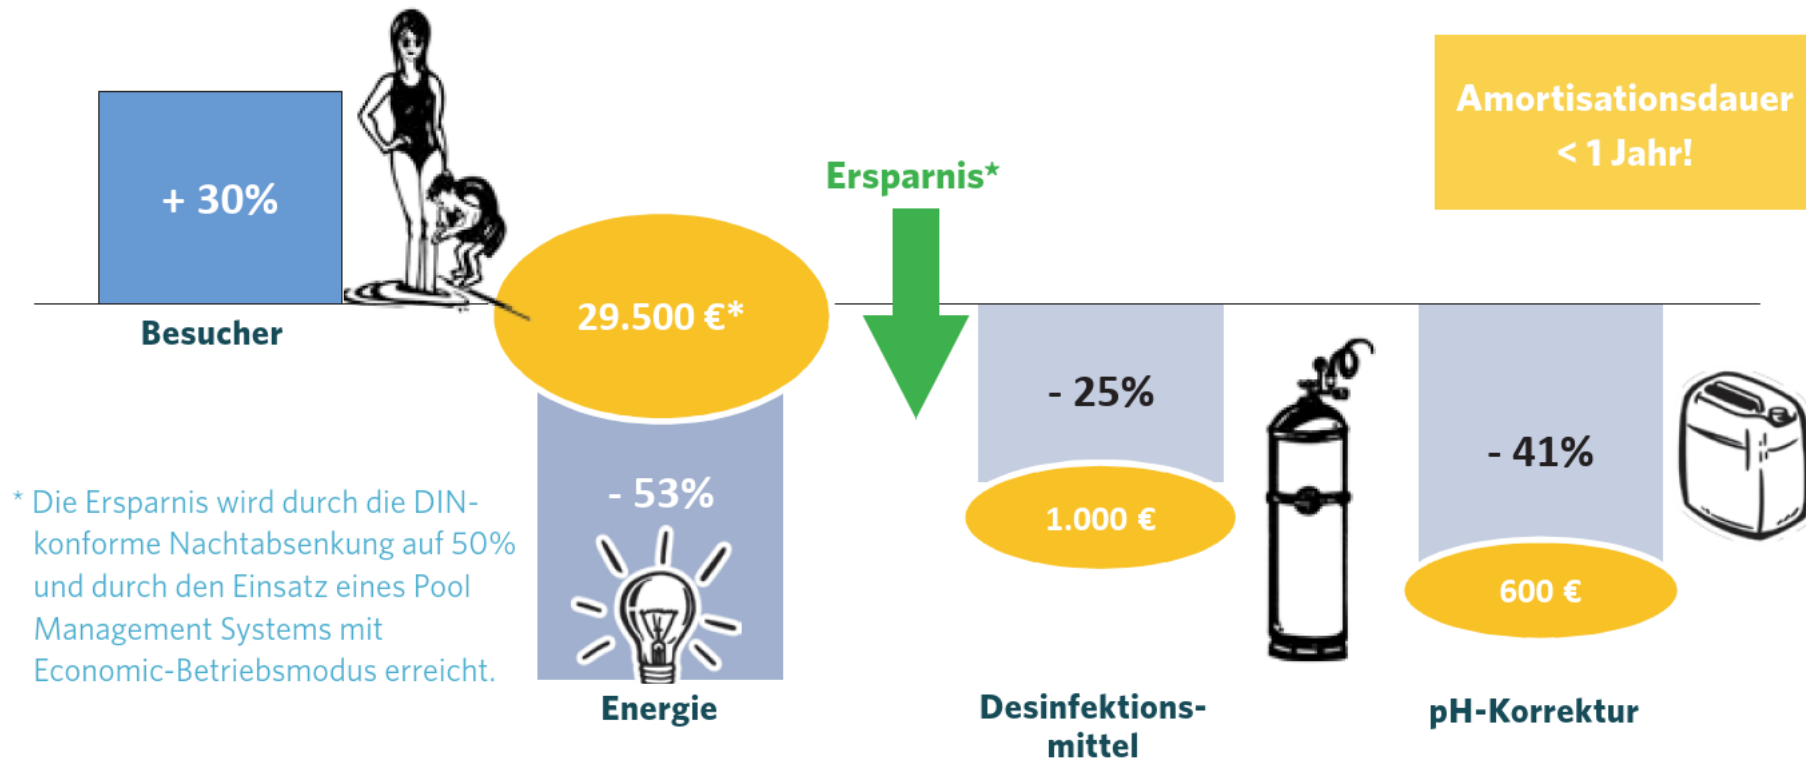 Amortisationsdauer
< 1 Jahr!
Ersparnis*
+ 30%
Besucher
29.500 €*
- 53%
Energie
- 25%
1.000 €
Desinfektions-
mittel
- 41%
600 €
pH-Korrektur
* Die Ersparnis wird durch die DIN-
konforme Nachtabsenkung auf 50%
und durch den Einsatz eines Pool
Management Systems mit
Economic-Betriebsmodus erreicht.